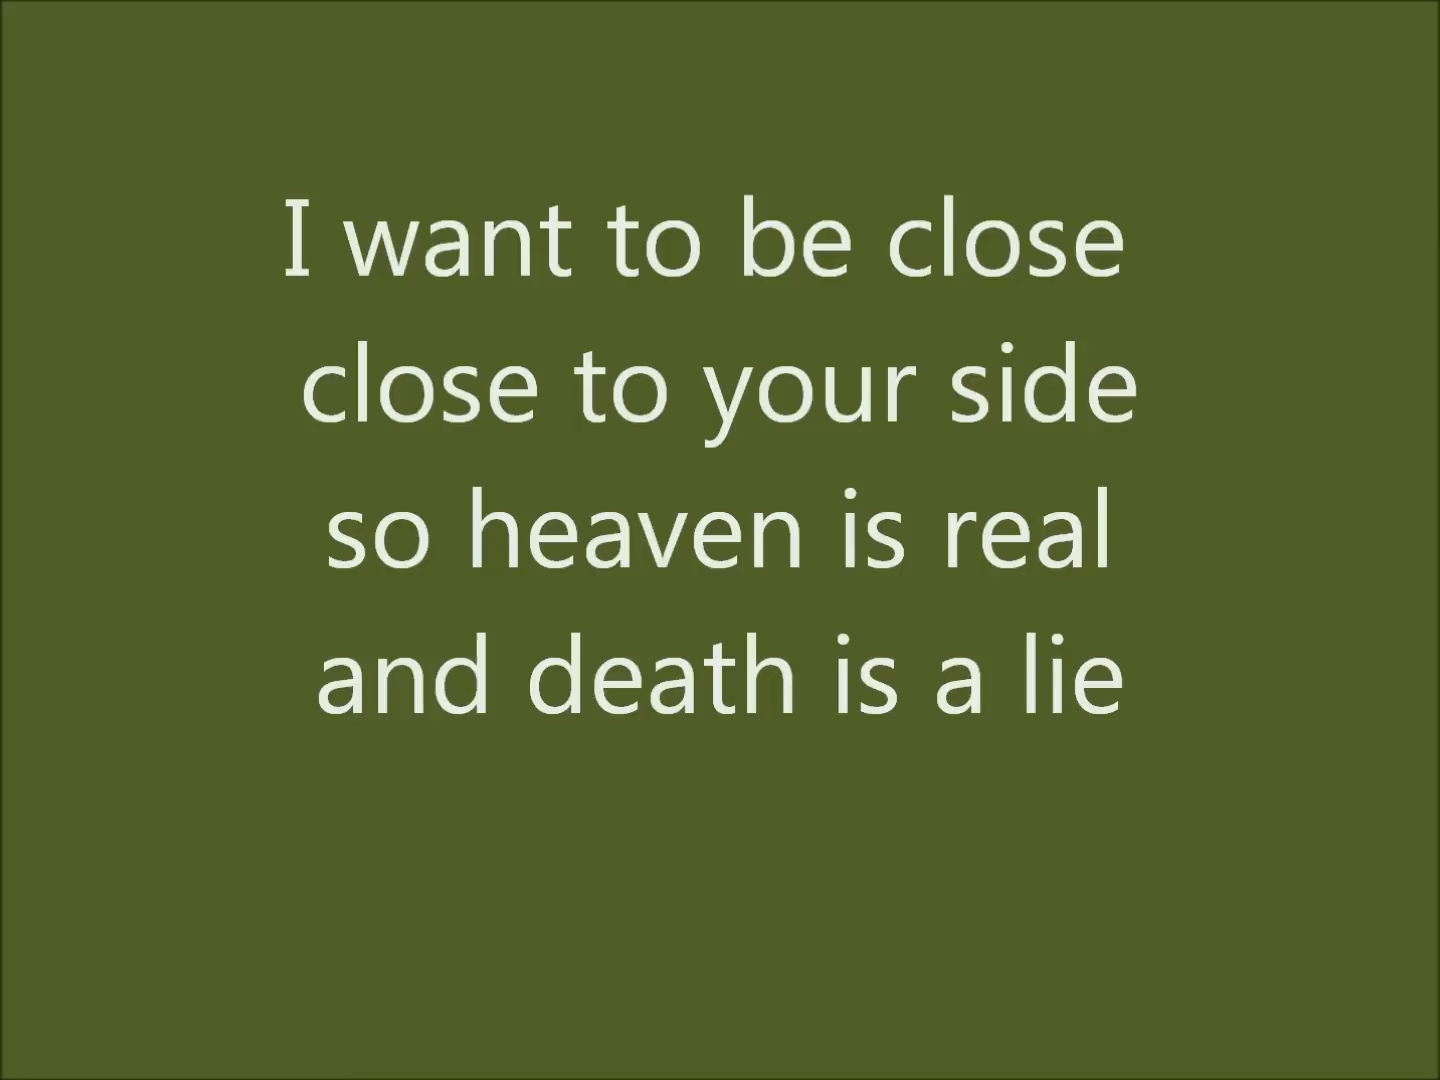 I want to be close
close to your side
so heaven is real
and death is a lie